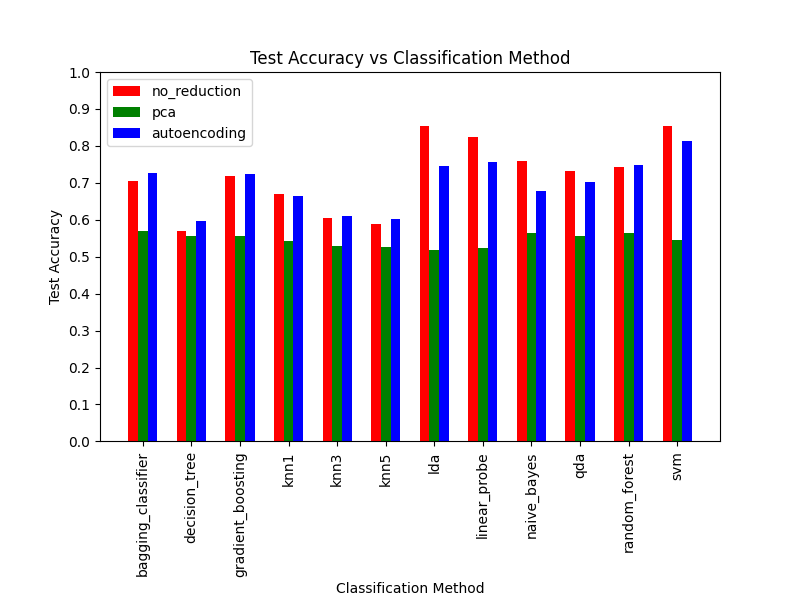 Test Accuracy vs Classification Method
no_reduction
pca
autoencoding
Test Accuracy
1.0
0.9
0.8
0.7
0.6
0.5
0.4
0.3
0.2
0.1
0.0
bagging_classifier
decision_tree
gradient_boosting
knn1
knn3
knn5
lda
linear_probe
naive_bayes
qda
random_forest
svm
Classification Method